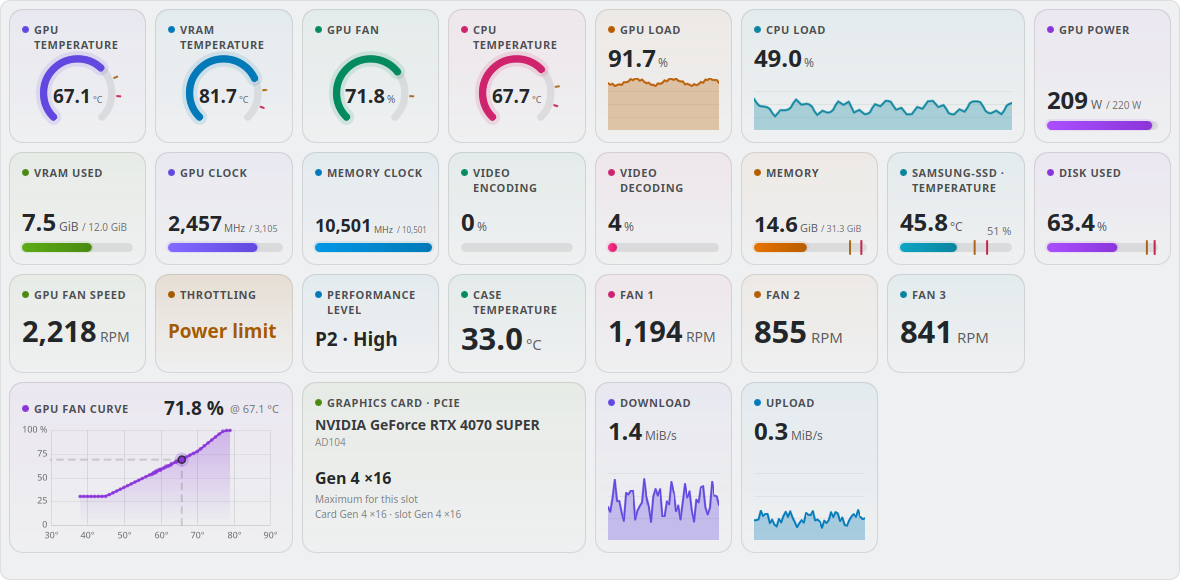 GPU TEMPERATURE
67.1 °C
VRAM TEMPERATURE
81.7 °C
GPU FAN
71.8 %
CPU TEMPERATURE
67.7 °C
GPU LOAD
91.7 %
CPU LOAD
49.0 %
GPU POWER
209 W / 220 W
VRAM USED
7.5 GiB / 12.0 GiB
GPU CLOCK
2,457 MHz / 3,105
MEMORY CLOCK
10,501 MHz / 10,501
VIDEO ENCODING
0 %
VIDEO DECODING
4 %
MEMORY
14.6 GiB / 31.3 GiB
SAMSUNG-SSD · TEMPERATURE
45.8 °C 51 %
DISK USED
63.4 %
GPU FAN SPEED
2,218 RPM
THROTTLING
Power limit
PERFORMANCE LEVEL
P2 · High
CASE TEMPERATURE
33.0 °C
FAN 1
1,194 RPM
FAN 2
855 RPM
FAN 3
841 RPM
GPU FAN CURVE 71.8 % @ 67.1 °C
100 %
75
50
25
0
30° 40° 50° 60° 70° 80° 90°
GRAPHICS CARD · PCIE
NVIDIA GeForce RTX 4070 SUPER
AD104
Gen 4 ×16
Maximum for this slot
Card Gen 4 ×16 · slot Gen 4 ×16
DOWNLOAD
1.4 MiB/s
UPLOAD
0.3 MiB/s